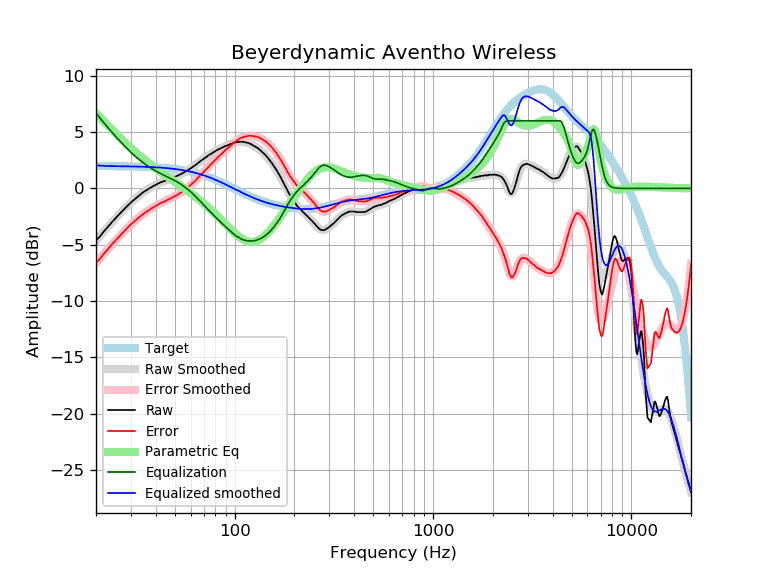 Beyerdynamic Aventho Wireless
10
5
0
−5
−10
−15
−20
−25
Amplitude (dBr)
Target
Raw Smoothed
Error Smoothed
Raw
Error
Parametric Eq
Equalization
Equalized smoothed
100
1000
10000
Frequency (Hz)